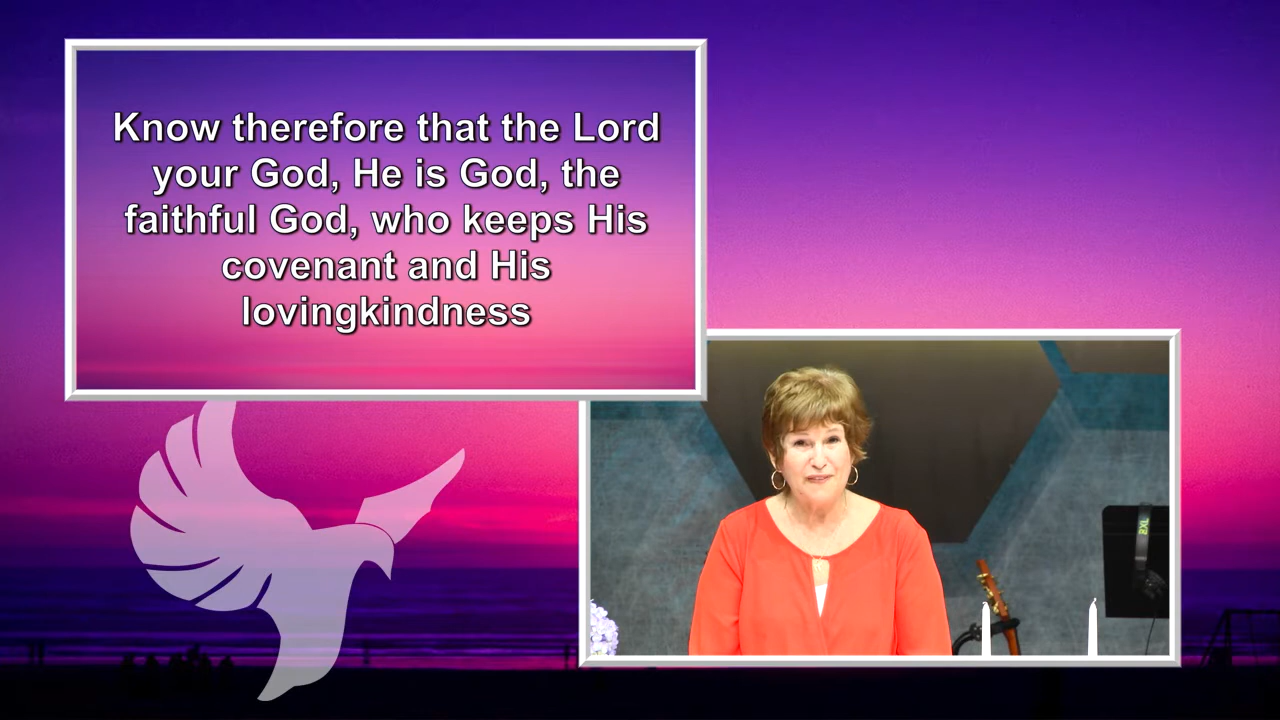 Know therefore that the Lord
your God, He is God, the
faithful God, who keeps His
covenant and His
lovingkindness
2XL